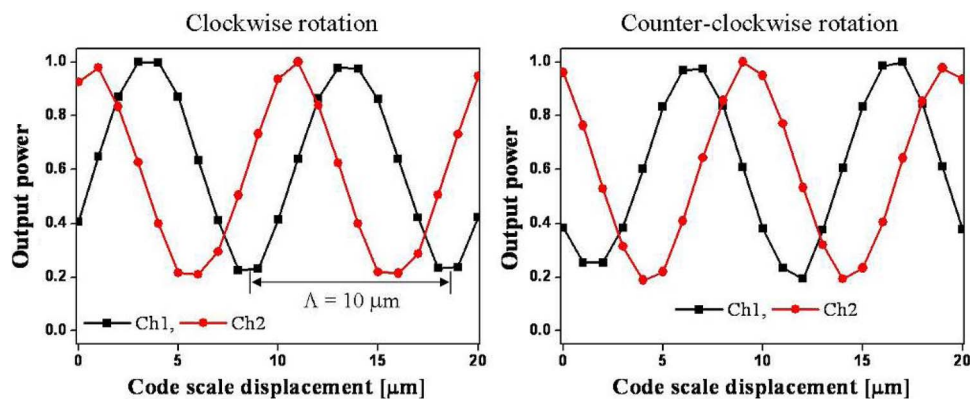 Clockwise rotation
Output power
1.0
0.8
0.6
0.4
0.2
0.0
Λ = 10 μm
Ch1, Ch2
0 5 10 15 20
Code scale displacement [μm]
Counter-clockwise rotation
Output power
1.0
0.8
0.6
0.4
0.2
0.0
Ch1, Ch2
0 5 10 15 20
Code scale displacement [μm]